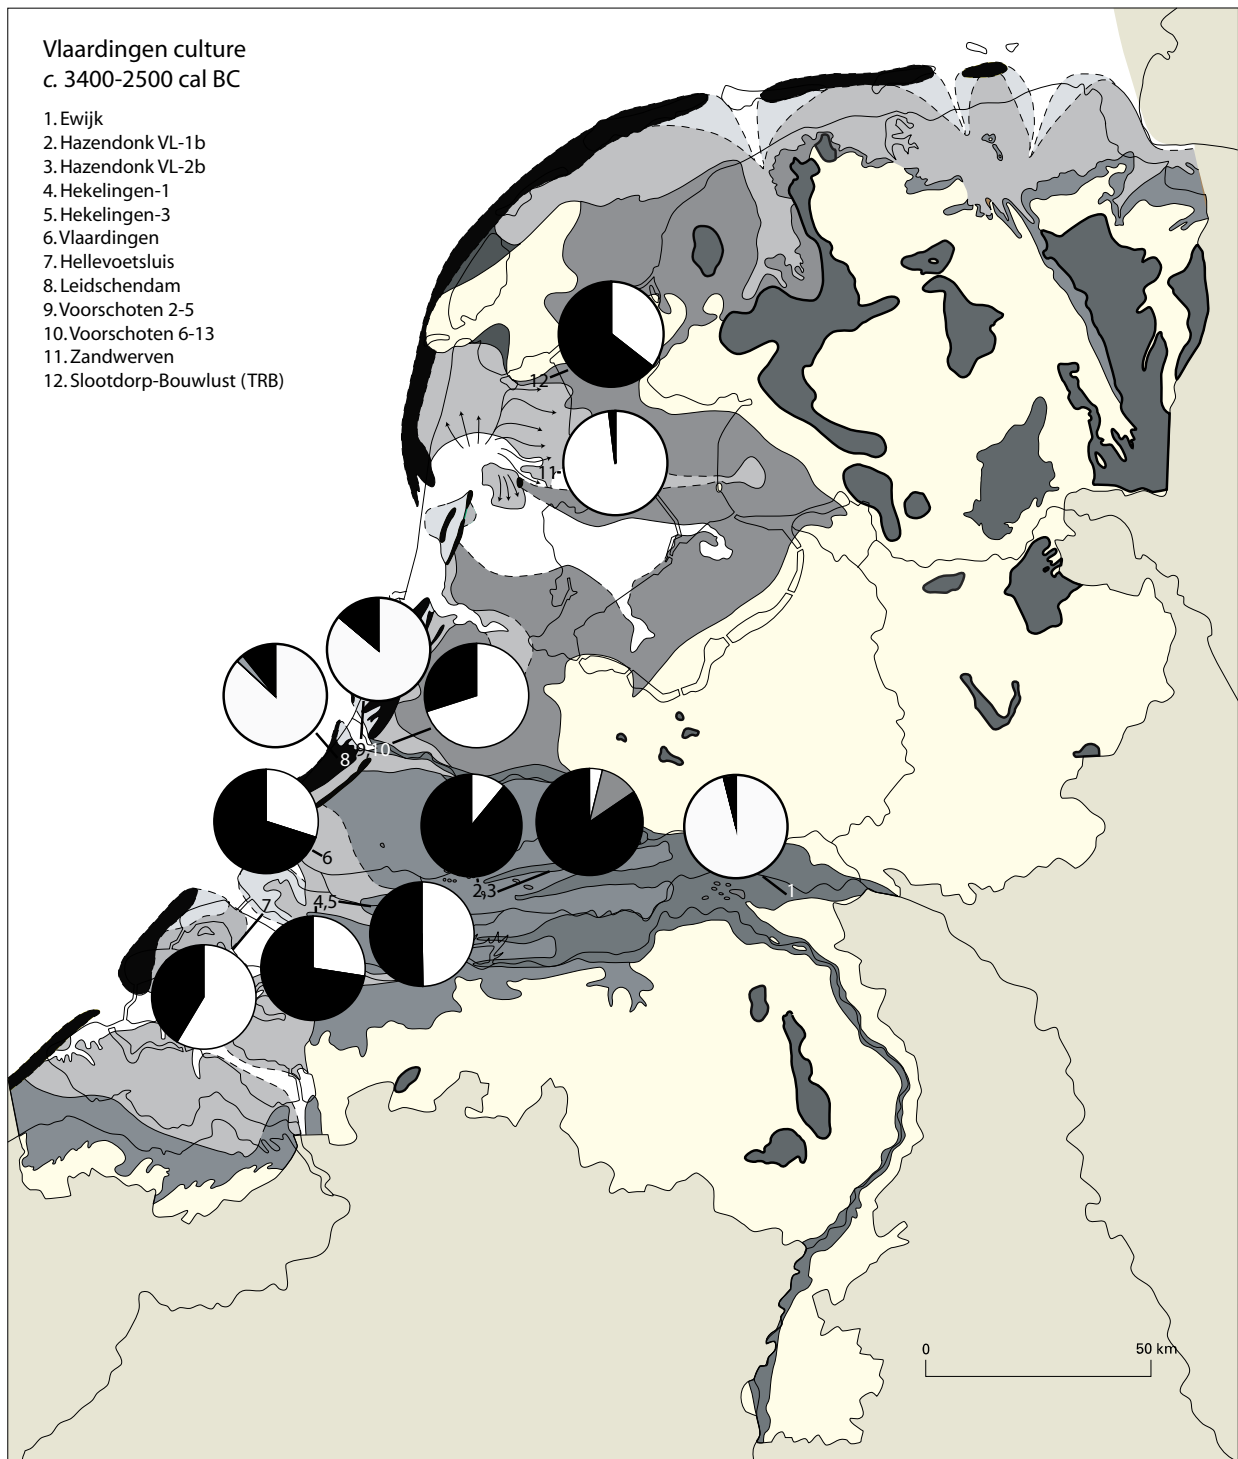 Vlaardingen culture
c. 3400-2500 cal BC
1. Ewijk
2. Hazendonk VL-1b
3. Hazendonk VL-2b
4. Hekelingen-1
5. Hekelingen-3
6. Vlaardingen
7. Hellevoetsluis
8. Leidschendam
9. Voorschoten 2-5
10. Voorschoten 6-13
11. Zandwerven
12. Slootdorp-Bouwlust (TRB)
12
11
9,10
8
6
2,3
1
7
4,5
0 50 km